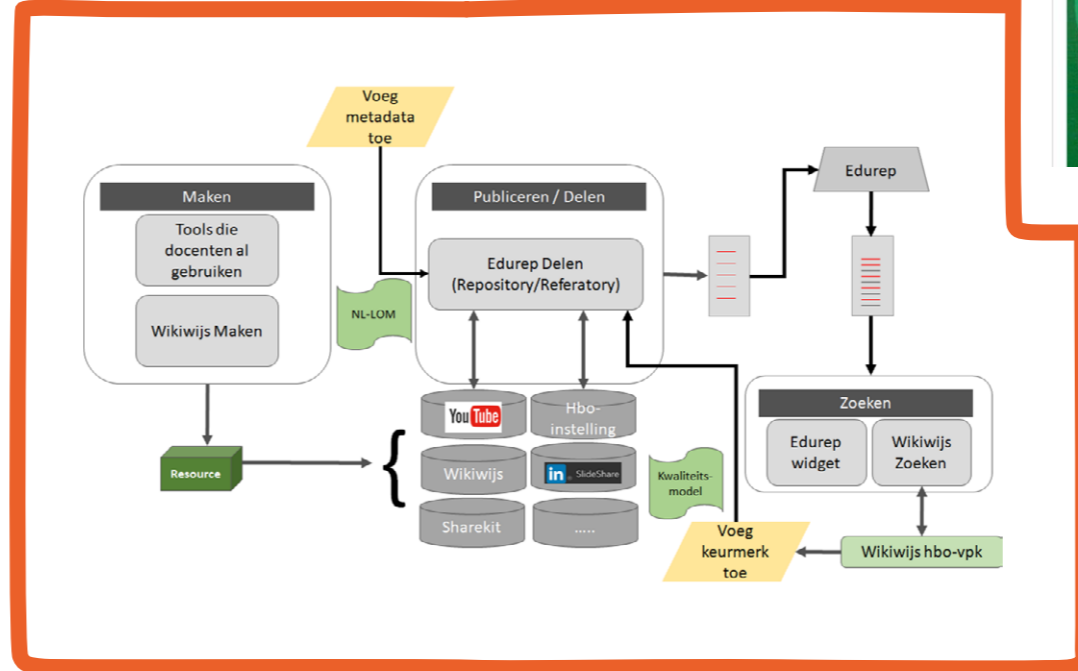 Voeg
metadata
toe
Maken
Tools die
docenten al
gebruiken
Wikiwijs Maken
NL-LOM
Publiceren / Delen
Edurep Delen
(Repository/Referatory)
Edurep
Resource
YouTube
Hbo-
instelling
Wikiwijs
in SlideShare
Sharekit
.....
Kwaliteits-
model
Zoeken
Edurep
widget
Wikiwijs
Zoeken
Voeg
keurmerk
toe
Wikiwijs hbo-vpk